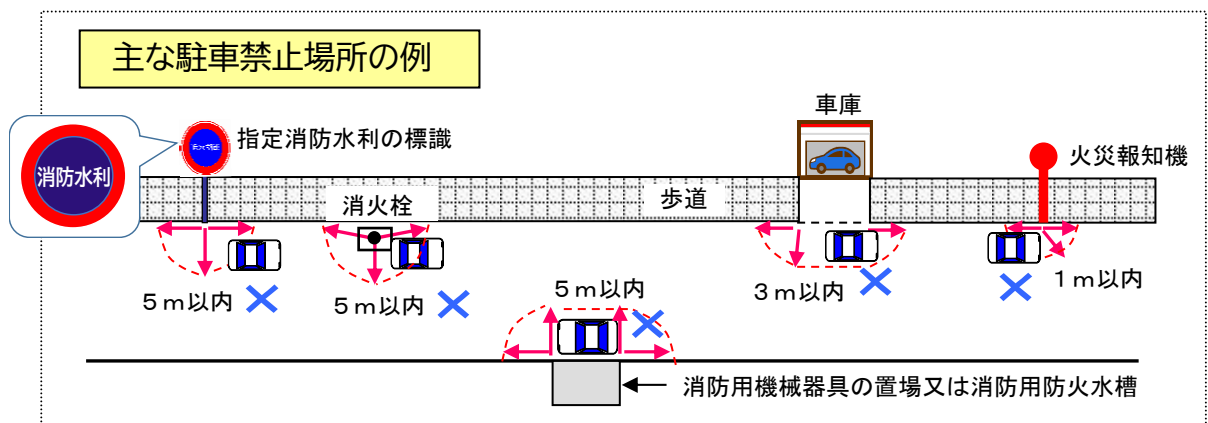 主な駐車禁止場所の例
消防水利
指定消防水利の標識
車庫
火災報知機
消火栓
歩道
5m以内
5m以内
5m以内
3m以内
1m以内
消防用機械器具の置場又は消防用防火水槽